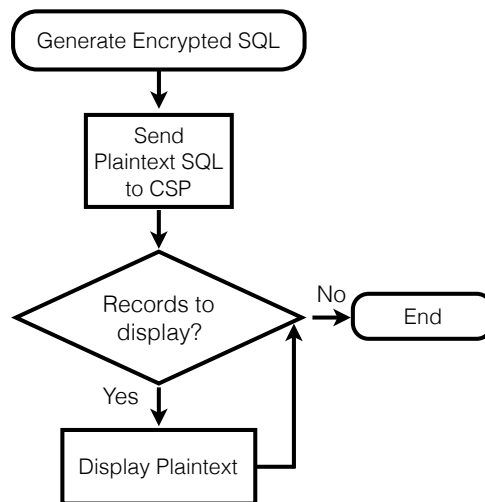 Generate Encrypted SQL
Send
Plaintext SQL
to CSP
Records to
display?
No
End
Yes
Display Plaintext